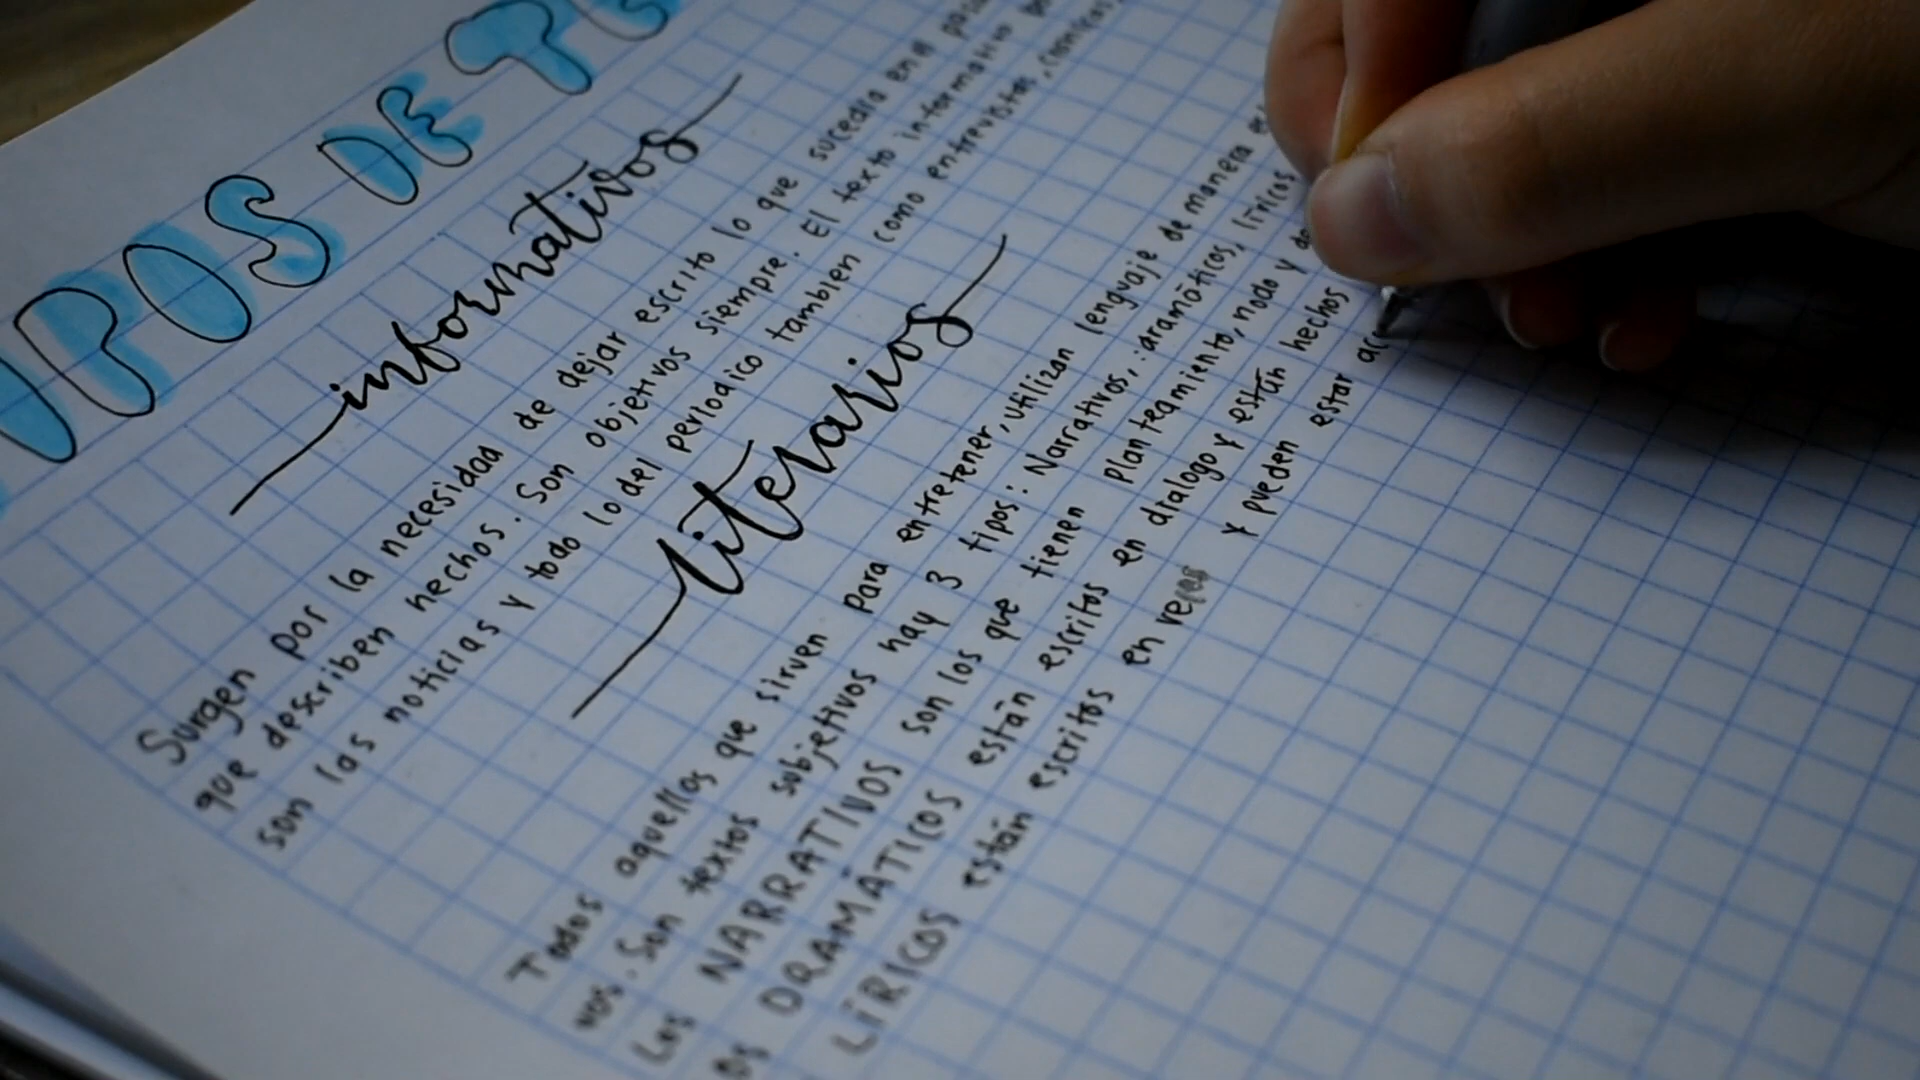 POS DE
informativos
Surgen por la necesidad de dejar escrito lo que sucedia en el
que describen hechos. Son objetivos siempre. El texto informativo
son las noticias y todo lo del periodico tambien como entrevistas,
literarios
Todos aquellos que sirven para entretener, utilizan lenguaje de manera
vos. Son textos subjetivos hay 3 tipos: Narrativos, dramáticos, líricos
Los NARRATIVOS son los que tienen planteamiento, nodo y
os DRAMÁTICOS están escritos en dialogo y están hechos
LÍRICOS están escritos en y pueden estar